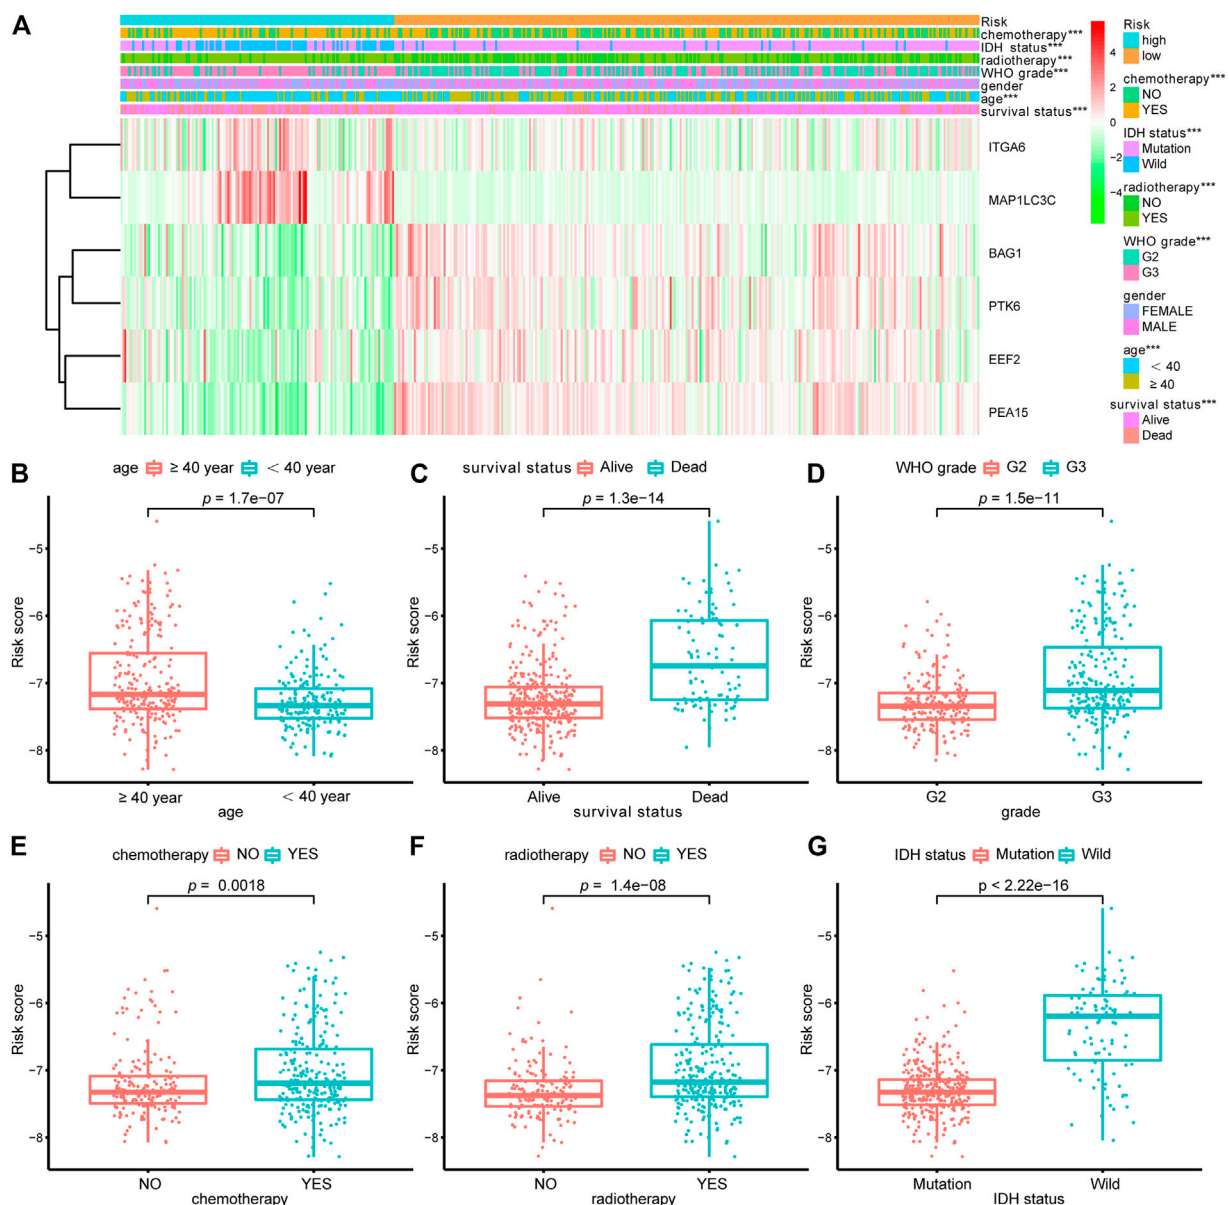 A
Risk
chemotherapy***
IDH status***
radiotherapy***
WHO grade***
gender
age***
survival status***
ITGA6
MAP1LC3C
BAG1
PTK6
EEF2
PEA15
4
2
0
−2
−4
Risk
high
low
chemotherapy***
NO
YES
IDH status***
Mutation
Wild
radiotherapy***
NO
YES
WHO grade***
G2
G3
gender
FEMALE
MALE
age***
< 40
≥ 40
survival status***
Alive
Dead
B
age ≥ 40 year < 40 year
p = 1.7e−07
Risk score
−5
−6
−7
−8
≥ 40 year < 40 year
age
C
survival status Alive Dead
p = 1.3e−14
Risk score
−5
−6
−7
−8
Alive Dead
survival status
D
WHO grade G2 G3
p = 1.5e−11
Risk score
−5
−6
−7
−8
G2 G3
grade
E
chemotherapy NO YES
p = 0.0018
Risk score
−5
−6
−7
−8
NO YES
chemotherapy
F
radiotherapy NO YES
p = 1.4e−08
Risk score
−5
−6
−7
−8
NO YES
radiotherapy
G
IDH status Mutation Wild
p < 2.22e−16
Risk score
−5
−6
−7
−8
Mutation Wild
IDH status